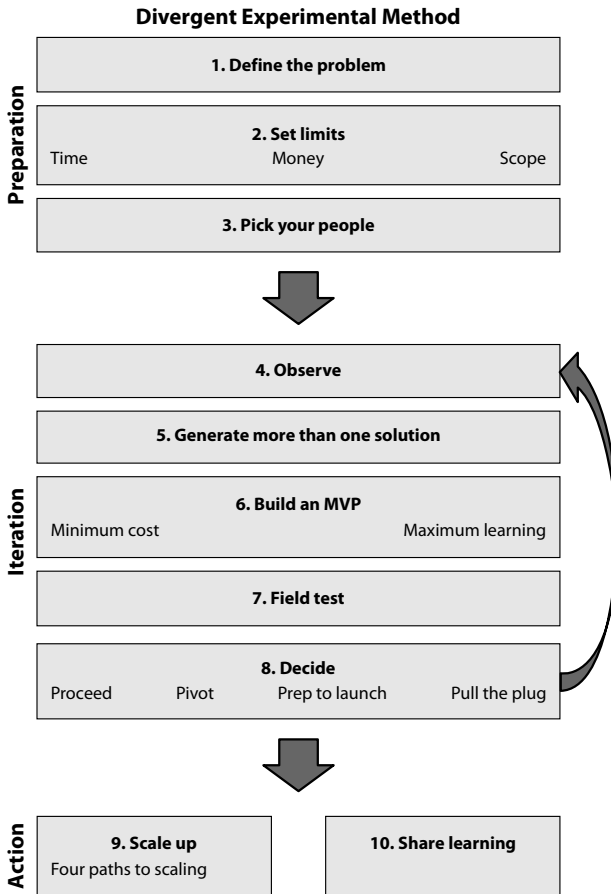 Divergent Experimental Method
Preparation
1. Define the problem
2. Set limits
Time Money Scope
3. Pick your people
Iteration
4. Observe
5. Generate more than one solution
6. Build an MVP
Minimum cost Maximum learning
7. Field test
8. Decide
Proceed Pivot Prep to launch Pull the plug
Action
9. Scale up
Four paths to scaling
10. Share learning